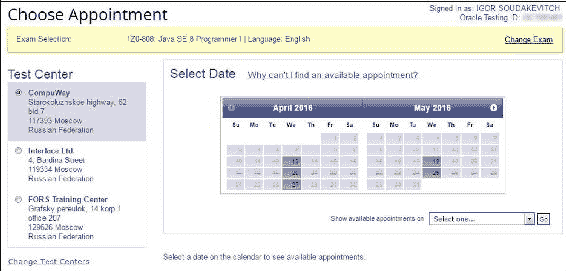 Choose Appointment
Signed in as: IGOR SOUDAKEVITCH
Oracle Testing ID:
Exam Selection: 1Z0-808: Java SE 8 Programmer I | Language: English
Change Exam
Test Center
CompuWay
Starokaluzhskoe highway, 62
bld 7
117393 Moscow
Russian Federation
Interface Ltd.
4, Bardina Street
119334 Moscow
Russian Federation
FORS Training Center
Grafsky pereulok, 14 korp 1
office 207
129626 Moscow
Russian Federation
Change Test Centers
Select Date Why can't I find an available appointment?
April 2016
May 2016
Su Mo Tu We Th Fr Sa
Su Mo Tu We Th Fr Sa
Show available appointments on Select one... Go
Select a date on the calendar to see available appointments.